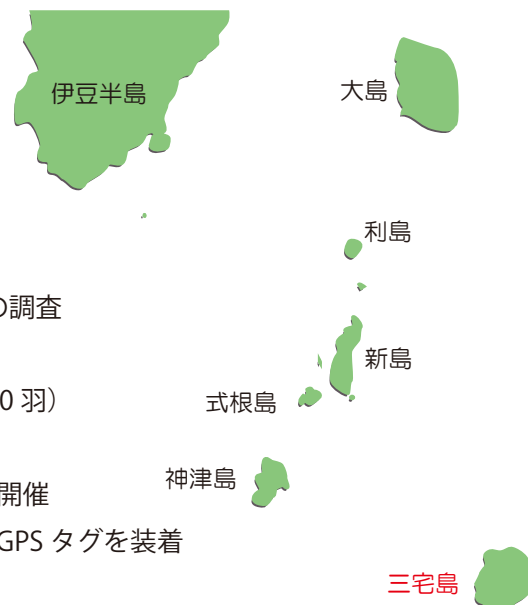 伊豆半島
大島
利島
の調査
新島
0 羽）
式根島
神津島
開催
GPS タグを装着
三宅島